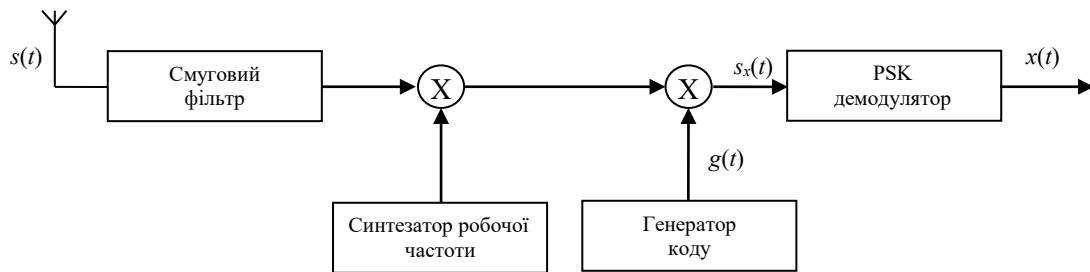 s(t)
Смуговий
фільтр
X
X
sx(t)
PSK
демодулятор
x(t)
g(t)
Синтезатор робочої
частоти
Генератор
коду